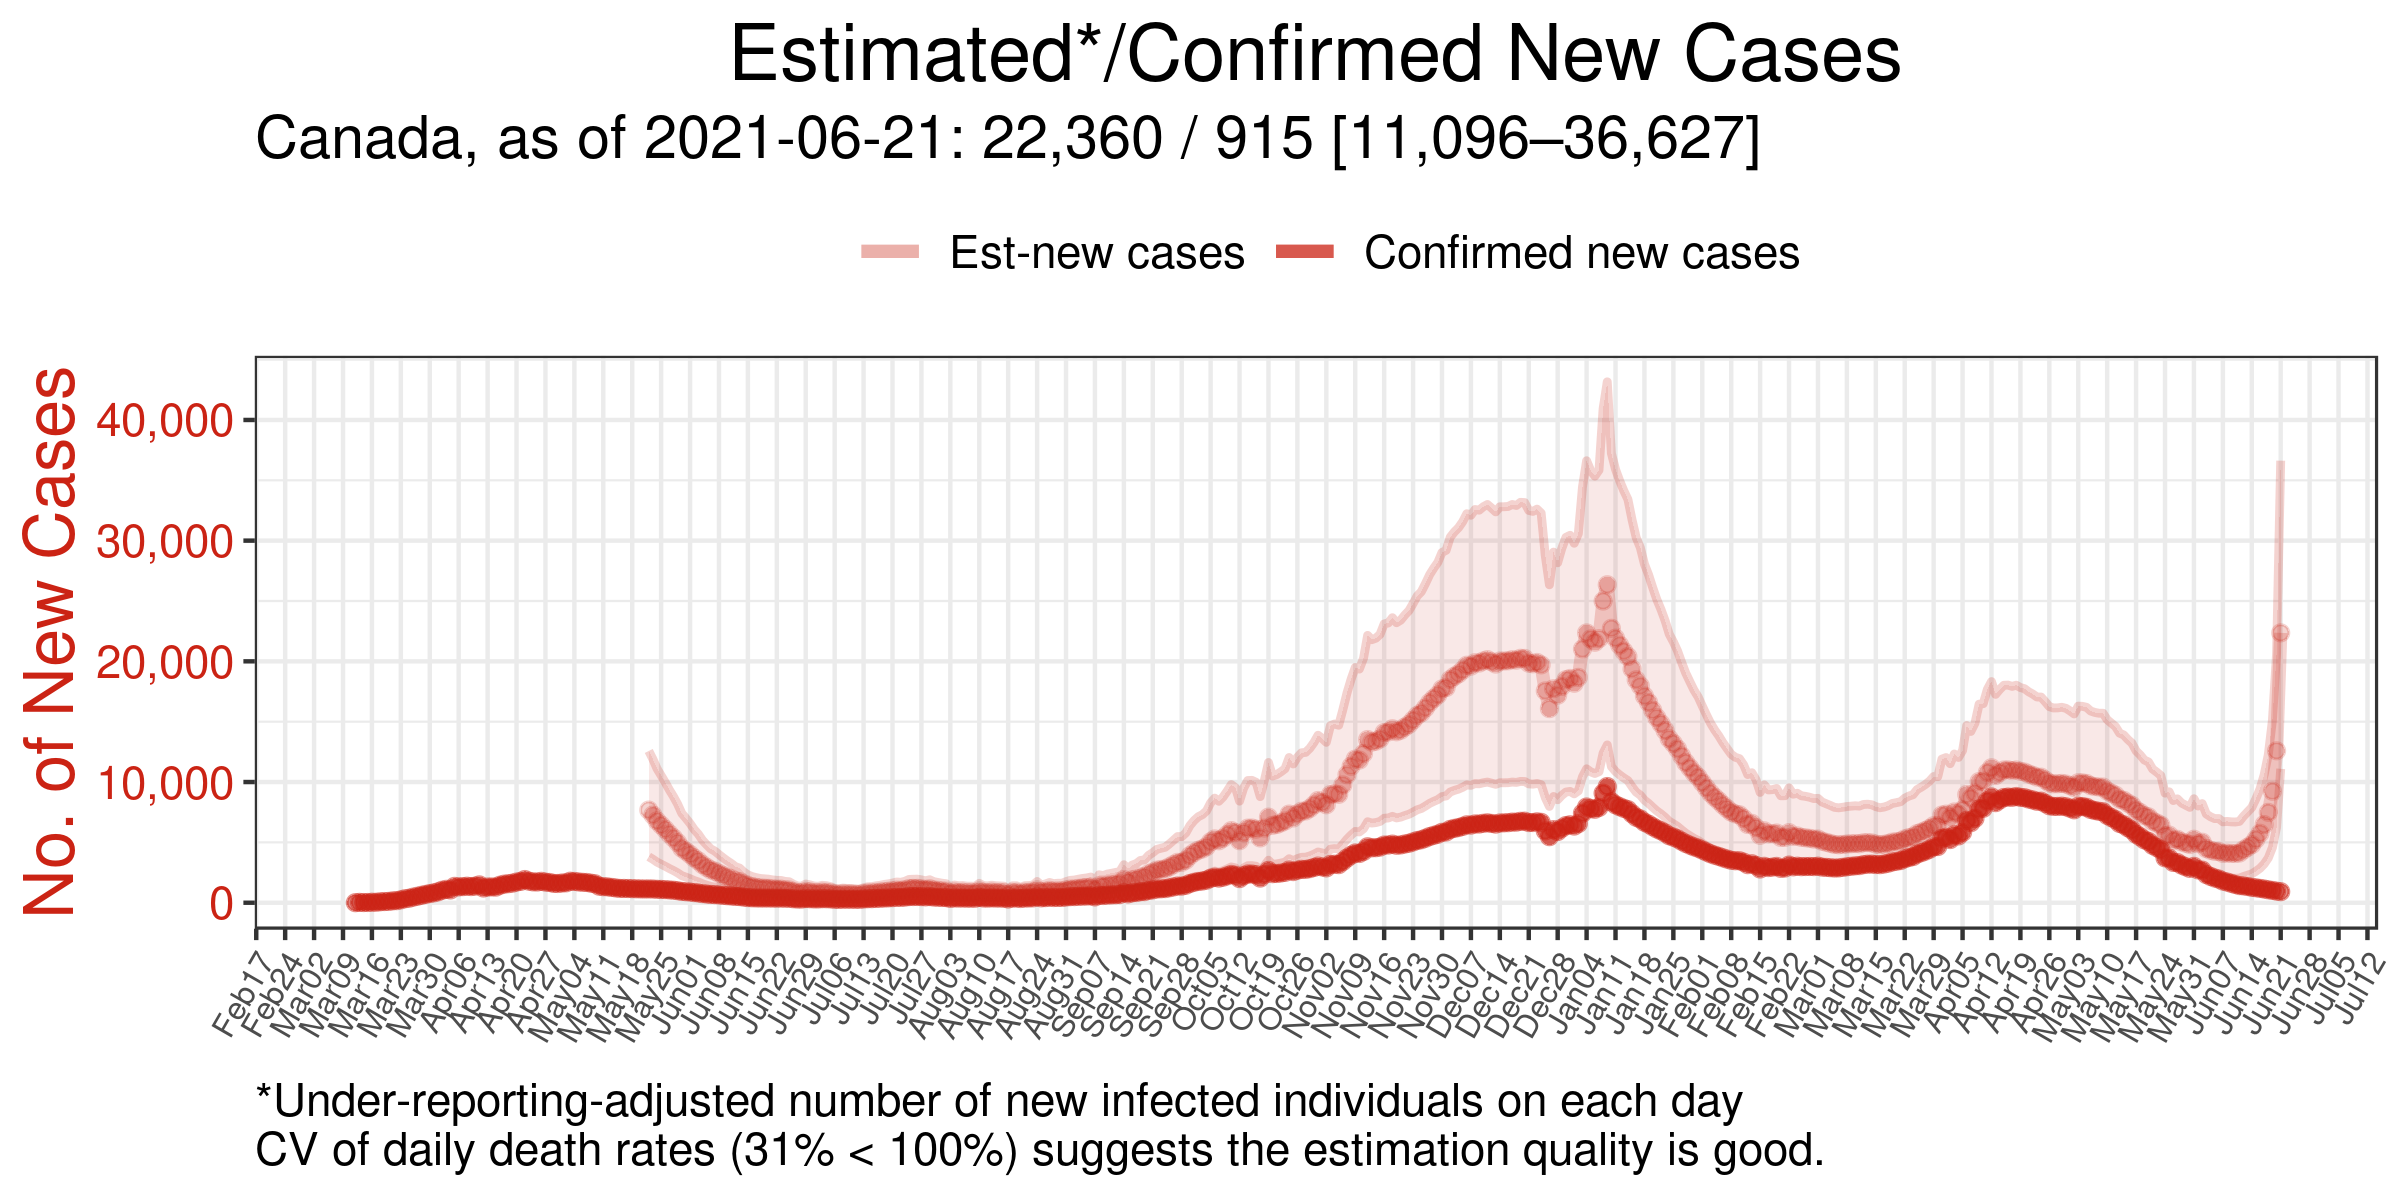 Estimated*/Confirmed New Cases
Canada, as of 2021-06-21: 22,360 / 915 [11,096–36,627]
Est-new cases Confirmed new cases
No. of New Cases
40,000
30,000
20,000
10,000
0
Feb17 Feb24 Mar02 Mar09 Mar16 Mar23 Mar30 Apr06 Apr13 Apr20 Apr27 May04 May11 May18 May25 Jun01 Jun08 Jun15 Jun22 Jun29 Jul06 Jul13 Jul20 Jul27 Aug03 Aug10 Aug17 Aug24 Aug31 Sep07 Sep14 Sep21 Sep28 Oct05 Oct12 Oct19 Oct26 Nov02 Nov09 Nov16 Nov23 Nov30 Dec07 Dec14 Dec21 Dec28 Jan04 Jan11 Jan18 Jan25 Feb01 Feb08 Feb15 Feb22 Mar01 Mar08 Mar15 Mar22 Mar29 Apr05 Apr12 Apr19 Apr26 May03 May10 May17 May24 May31 Jun07 Jun14 Jun21 Jun28 Jul05 Jul12
*Under-reporting-adjusted number of new infected individuals on each day
CV of daily death rates (31% < 100%) suggests the estimation quality is good.